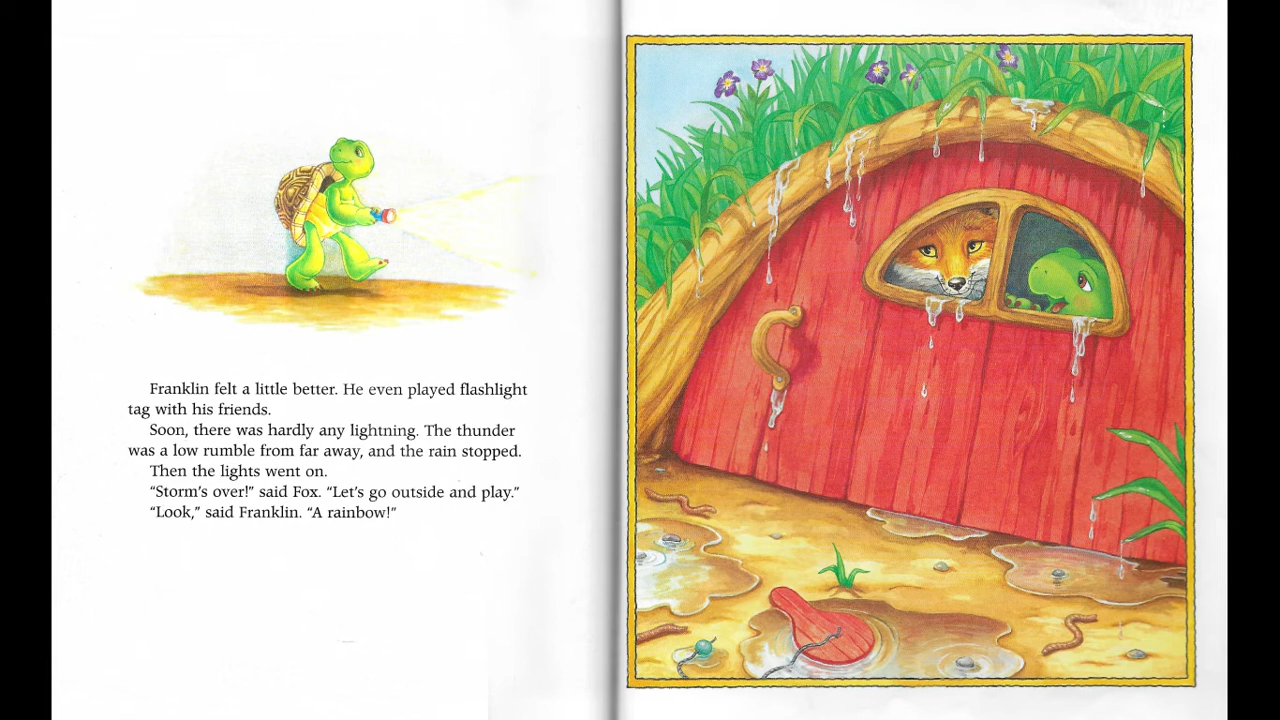 Franklin felt a little better. He even played flashlight
tag with his friends.
Soon, there was hardly any lightning. The thunder
was a low rumble from far away, and the rain stopped.
Then the lights went on.
“Storm’s over!” said Fox. “Let’s go outside and play.”
“Look,” said Franklin. “A rainbow!”